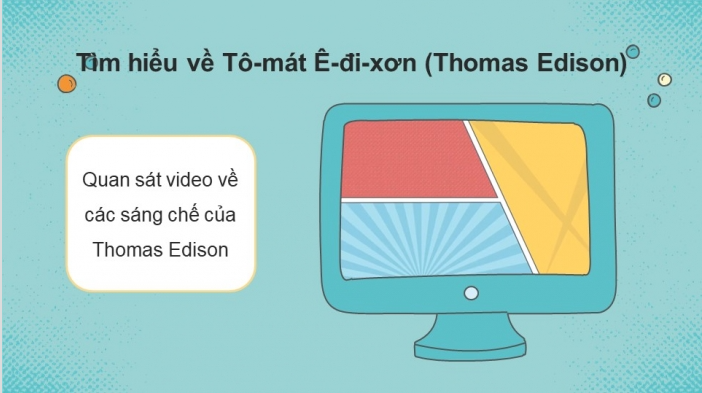 Tìm hiểu về Tô-mát Ê-đi-xơn (Thomas Edison)
Quan sát video về
các sáng chế của
Thomas Edison